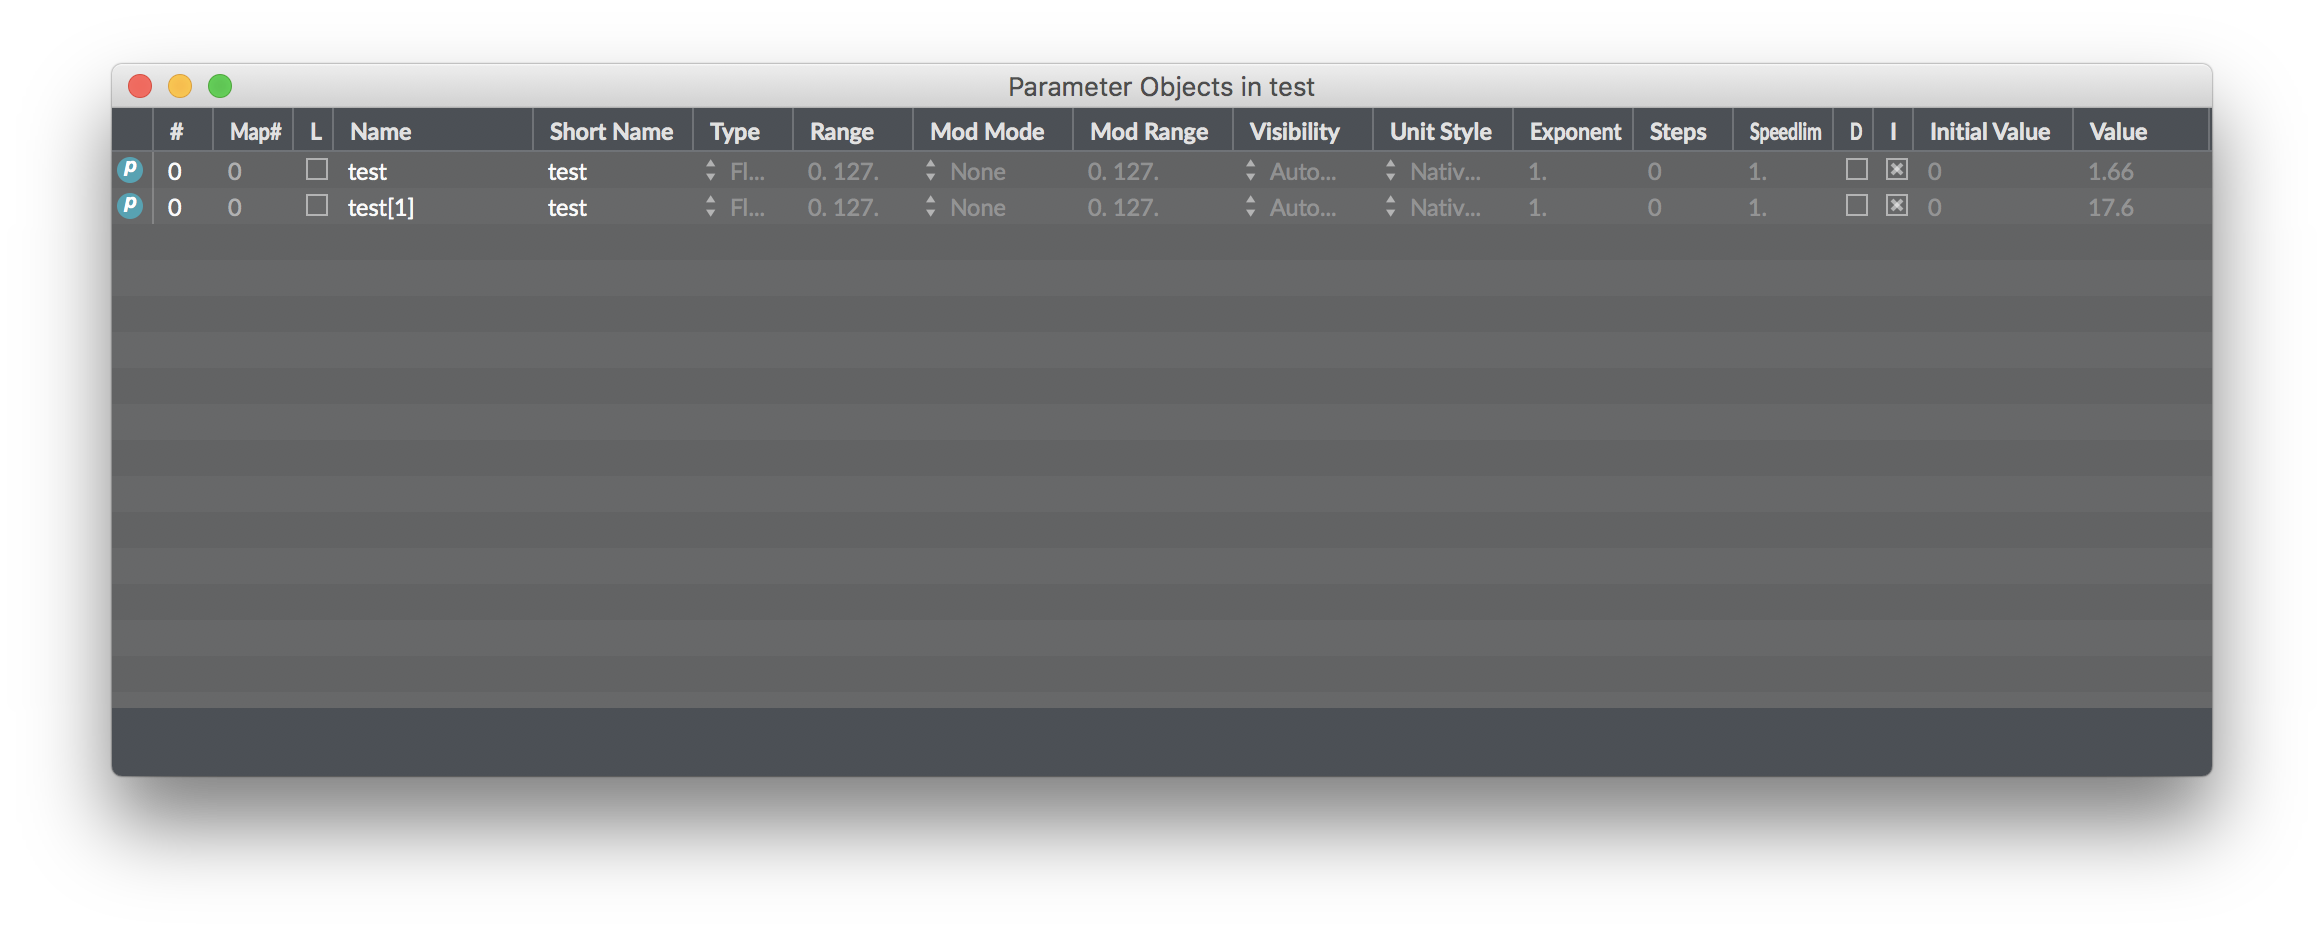 Parameter Objects in test
# Map# L Name Short Name Type Range Mod Mode Mod Range Visibility Unit Style Exponent Steps Speedlim D I Initial Value Value
p 0 0 test test Fl... 0. 127. None 0. 127. Auto... Nativ... 1. 0 1. 0 1.66
p 0 0 test[1] test Fl... 0. 127. None 0. 127. Auto... Nativ... 1. 0 1. 0 17.6